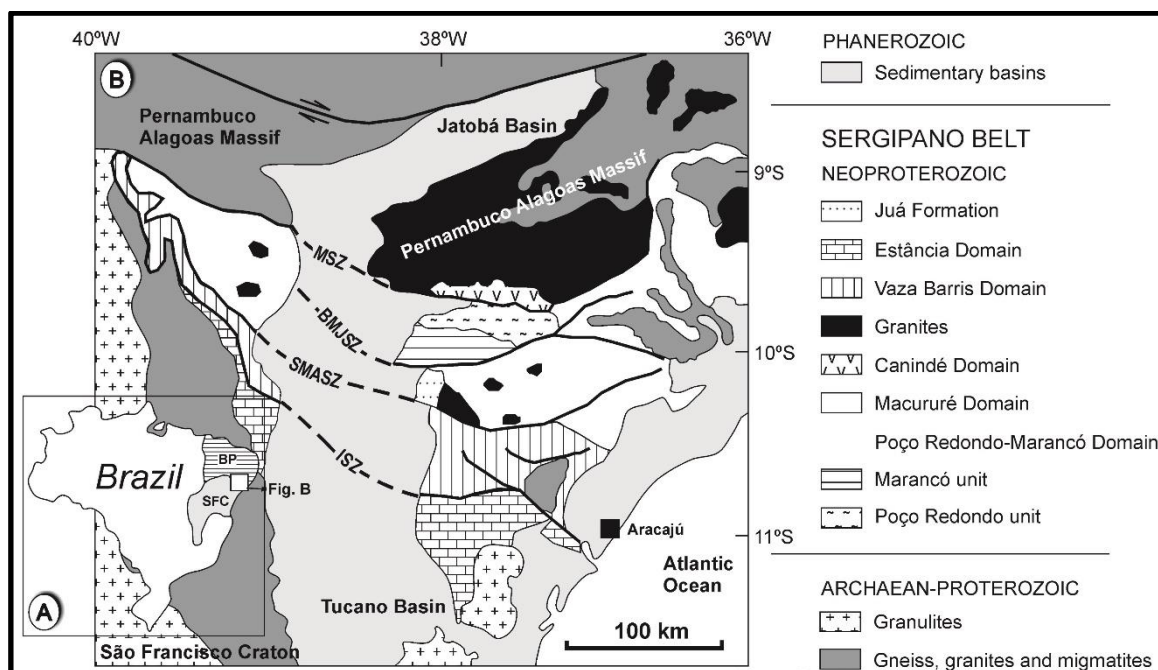 40ºW
38ºW
36ºW
B
Pernambuco
Alagoas Massif
Jatobá Basin
Pernambuco Alagoas Massif
9ºS
MSZ
BMJSZ
SMASZ
ISZ
10ºS
Brazil
BP
SFC
Fig. B
A
Aracajú
11ºS
Atlantic
Ocean
Tucano Basin
100 km
São Francisco Craton
PHANEROZOIC
Sedimentary basins
SERGIPANO BELT
NEOPROTEROZOIC
Juá Formation
Estância Domain
Vaza Barris Domain
Granites
Canindé Domain
Macururé Domain
Poço Redondo-Marancó Domain
Marancó unit
Poço Redondo unit
ARCHAEAN-PROTEROZOIC
Granulites
Gneiss, granites and migmatites